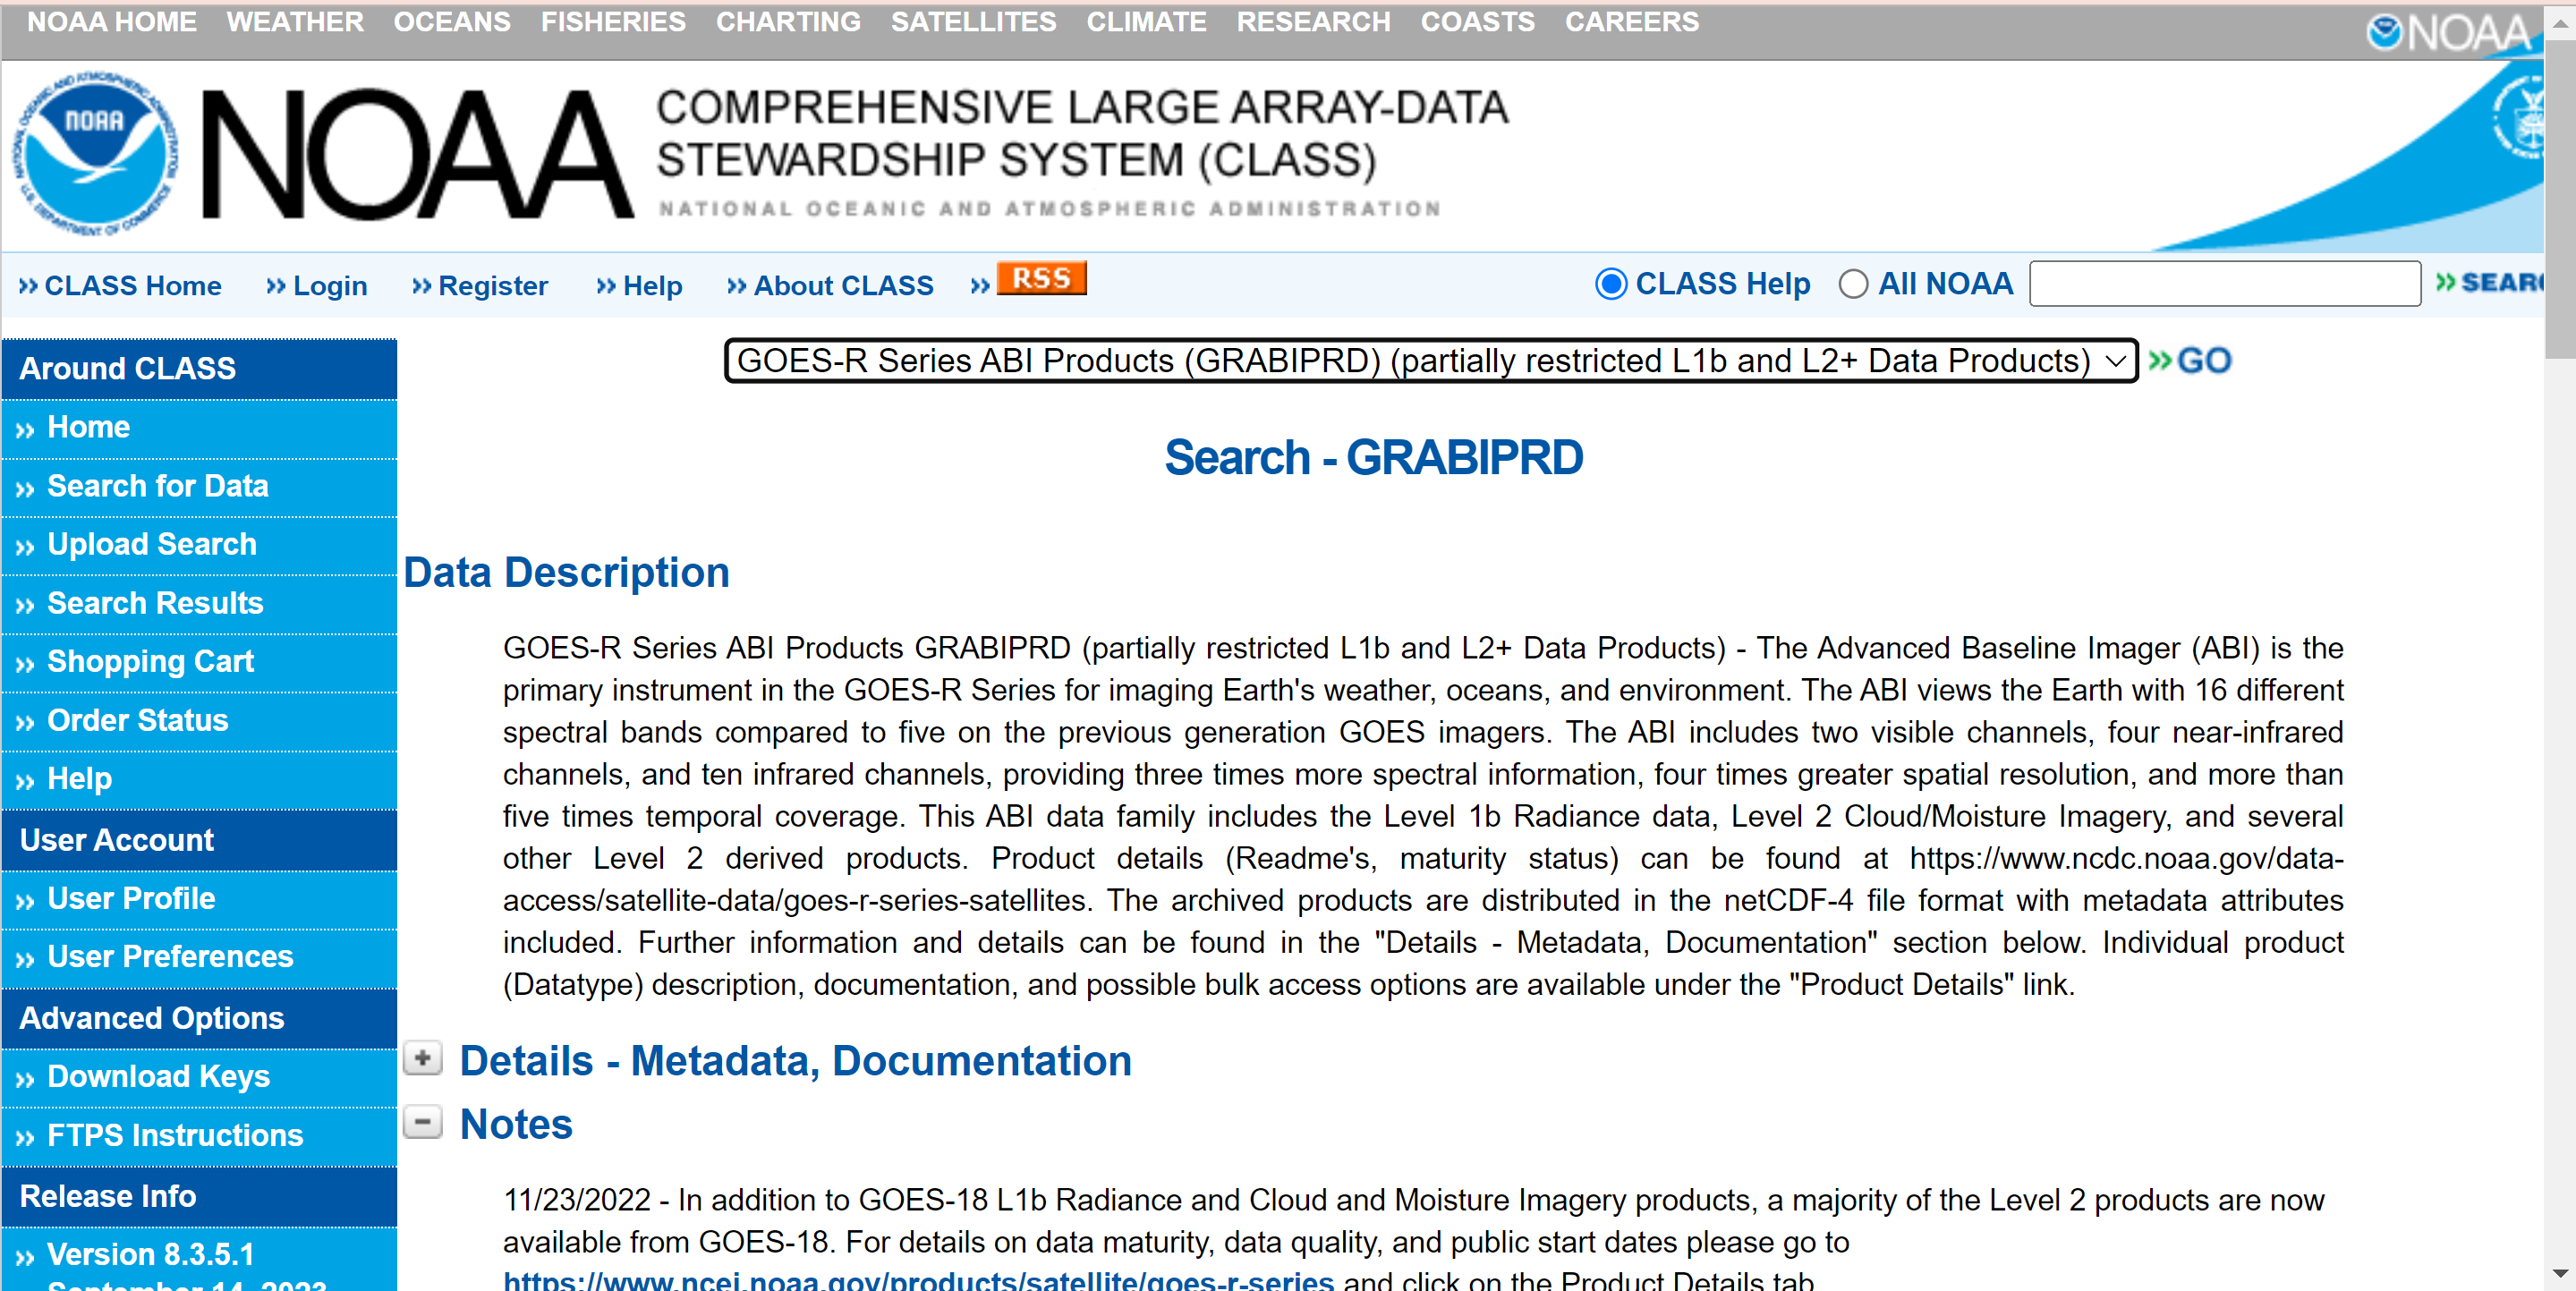 NOAA HOME WEATHER OCEANS FISHERIES CHARTING SATELLITES CLIMATE RESEARCH COASTS CAREERS
NOAA
NOAA
NOAA
COMPREHENSIVE LARGE ARRAY-DATA
STEWARDSHIP SYSTEM (CLASS)
NATIONAL OCEANIC AND ATMOSPHERIC ADMINISTRATION
NATIONAL OCEANIC AND ATMOSPHERIC ADMINISTRATION
U.S. DEPARTMENT OF COMMERCE
» CLASS Home » Login » Register » Help » About CLASS » RSS
CLASS Help All NOAA » SEARC
GOES-R Series ABI Products (GRABIPRD) (partially restricted L1b and L2+ Data Products) » GO
Around CLASS
» Home
» Search for Data
» Upload Search
» Search Results
» Shopping Cart
» Order Status
» Help
User Account
» User Profile
» User Preferences
Advanced Options
» Download Keys
» FTPS Instructions
Release Info
» Version 8.3.5.1
September 14, 2023
Search - GRABIPRD
Data Description
GOES-R Series ABI Products GRABIPRD (partially restricted L1b and L2+ Data Products) - The Advanced Baseline Imager (ABI) is the
primary instrument in the GOES-R Series for imaging Earth's weather, oceans, and environment. The ABI views the Earth with 16 different
spectral bands compared to five on the previous generation GOES imagers. The ABI includes two visible channels, four near-infrared
channels, and ten infrared channels, providing three times more spectral information, four times greater spatial resolution, and more than
five times temporal coverage. This ABI data family includes the Level 1b Radiance data, Level 2 Cloud/Moisture Imagery, and several
other Level 2 derived products. Product details (Readme's, maturity status) can be found at https://www.ncdc.noaa.gov/data-
access/satellite-data/goes-r-series-satellites. The archived products are distributed in the netCDF-4 file format with metadata attributes
included. Further information and details can be found in the "Details - Metadata, Documentation" section below. Individual product
(Datatype) description, documentation, and possible bulk access options are available under the "Product Details" link.
Details - Metadata, Documentation
Notes
11/23/2022 - In addition to GOES-18 L1b Radiance and Cloud and Moisture Imagery products, a majority of the Level 2 products are now
available from GOES-18. For details on data maturity, data quality, and public start dates please go to
https://www.ncei.noaa.gov/products/satellite/goes-r-series and click on the Product Details tab